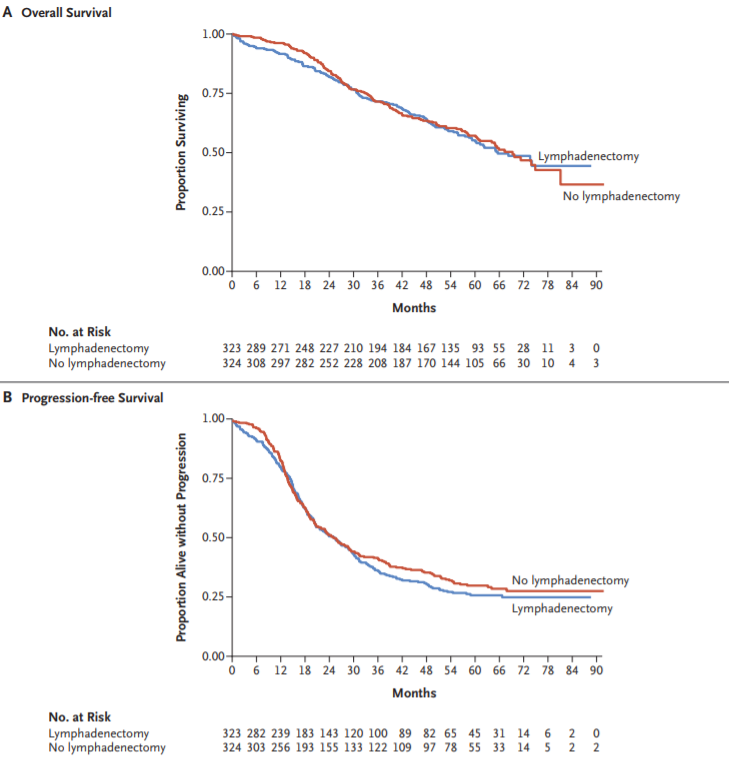 A Overall Survival
1.00
0.75
0.50
0.25
0.00
Proportion Surviving
Lymphadenectomy
No lymphadenectomy
0 6 12 18 24 30 36 42 48 54 60 66 72 78 84 90
Months
No. at Risk
Lymphadenectomy 323 289 271 248 227 210 194 184 167 135 93 55 28 11 3 0
No lymphadenectomy 324 308 297 282 252 228 208 187 170 144 105 66 30 10 4 3
B Progression-free Survival
1.00
0.75
0.50
0.25
0.00
Proportion Alive without Progression
No lymphadenectomy
Lymphadenectomy
0 6 12 18 24 30 36 42 48 54 60 66 72 78 84 90
Months
No. at Risk
Lymphadenectomy 323 282 239 183 143 120 100 89 82 65 45 31 14 6 2 0
No lymphadenectomy 324 303 256 193 155 133 122 109 97 78 55 33 14 5 2 2